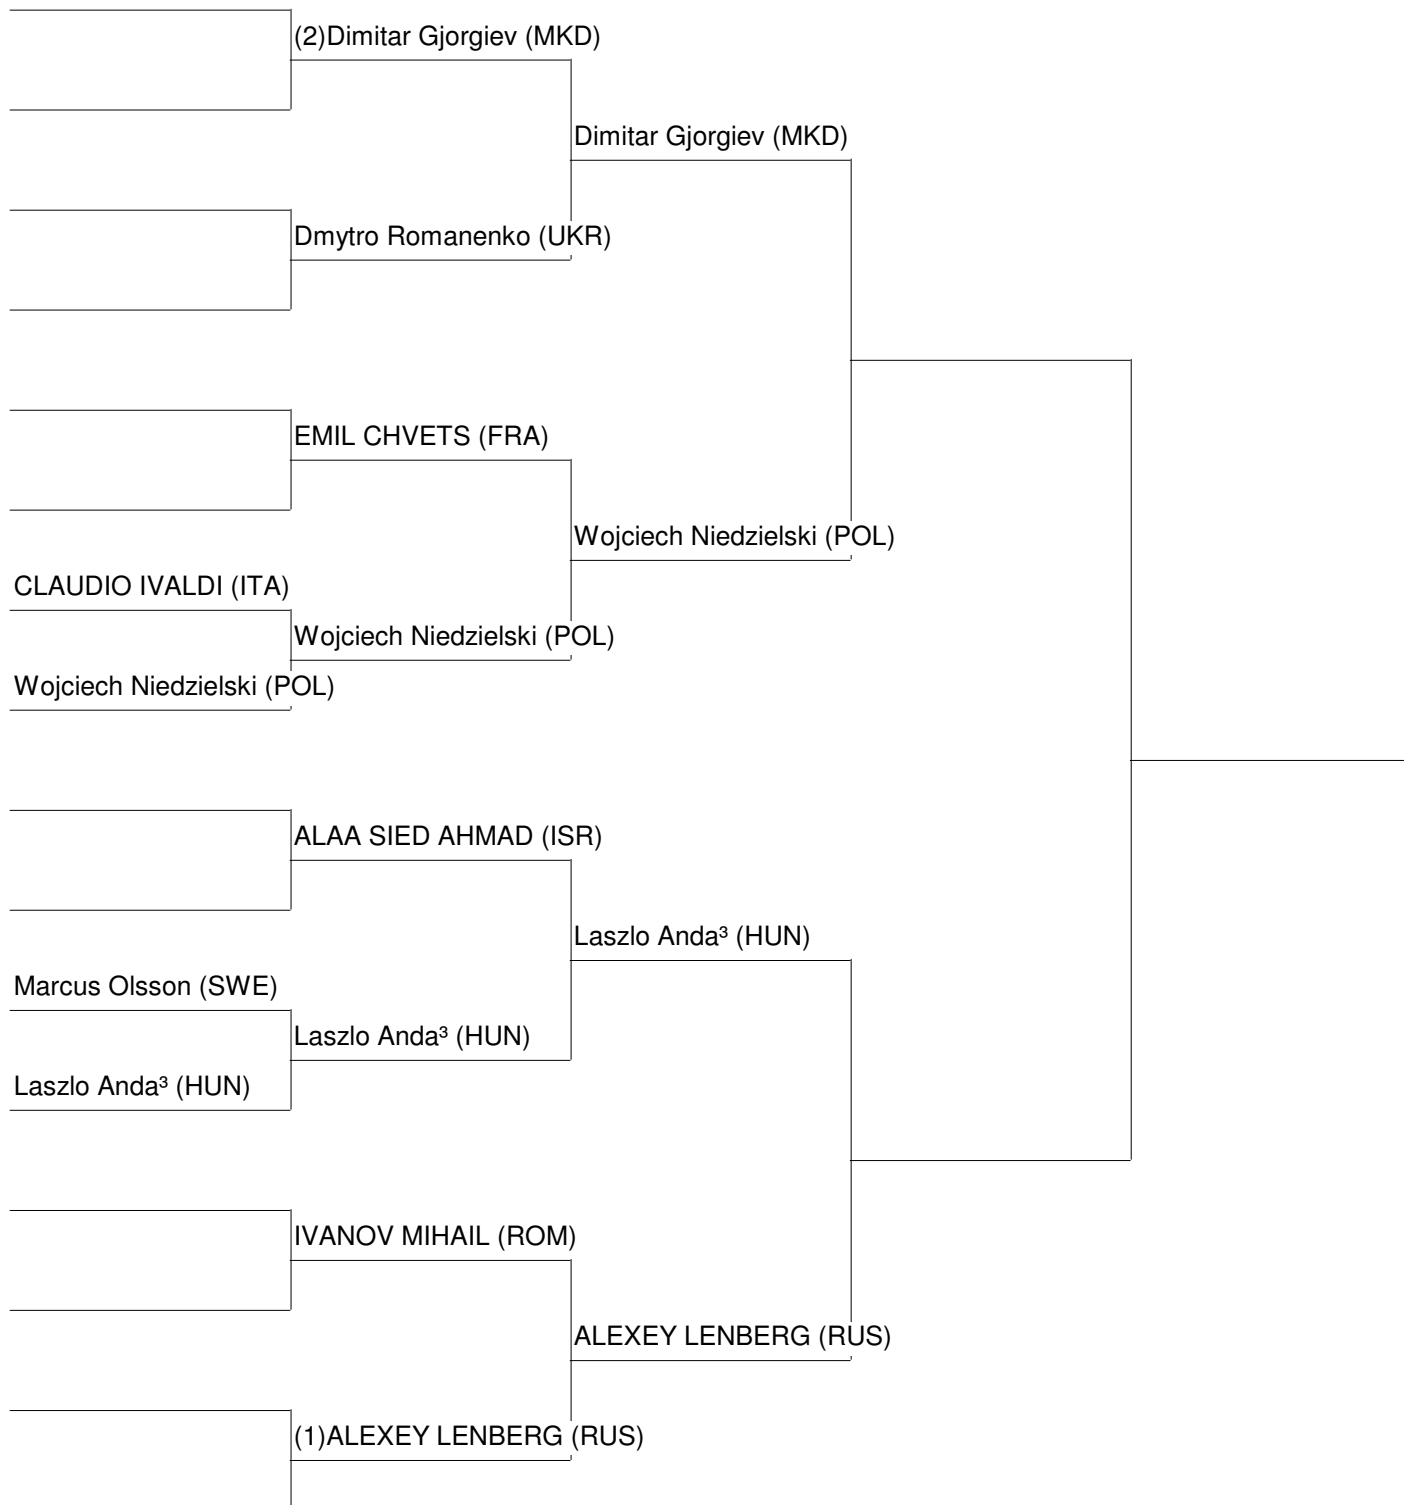 (2)Dimitar Gjorgiev (MKD)
Dimitar Gjorgiev (MKD)
Dmytro Romanenko (UKR)
EMIL CHVETS (FRA)
Wojciech Niedzielski (POL)
CLAUDIO IVALDI (ITA)
Wojciech Niedzielski (POL)
Wojciech Niedzielski (POL)
ALAA SIED AHMAD (ISR)
Laszlo Anda³ (HUN)
Marcus Olsson (SWE)
Laszlo Anda³ (HUN)
Laszlo Anda³ (HUN)
IVANOV MIHAIL (ROM)
ALEXEY LENBERG (RUS)
(1)ALEXEY LENBERG (RUS)